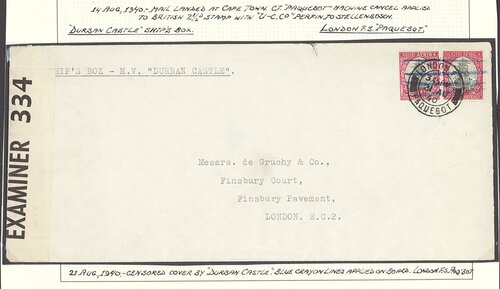 14 AUG, 1940.- MAIL LANDED AT CAPE TOWN. CT. "PAQUEBOT" MACHINE CANCEL APPLIED
TO BRITISH 2½d STAMP WITH "U-C.Co" PERFIN, TO STELLENBOSCH.
"DURBAN CASTLE" SHIP'S BOX.
LONDON F.S. "PAQUEBOT".
HIP'S BOX - M.V. "DURBAN CASTLE".
LONDON F.S.
PAQUEBOT
EXAMINER 334
Messrs. de Gruchy & Co.,
Finsbury Court,
Finsbury Pavement,
LONDON. E.C.2.
21 AUG, 1940.- CENSORED COVER BY "DURBAN CASTLE". BLUE CRAYON LINES APPLIED ON BOARD. LONDON F.S. PAQBOT